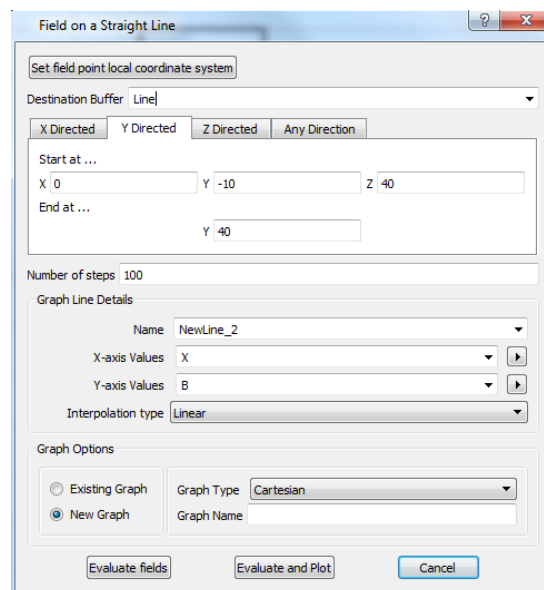 Field on a Straight Line
? X
Set field point local coordinate system
Destination Buffer Line
X Directed Y Directed Z Directed Any Direction
Start at ...
X 0 Y -10 Z 40
End at ...
Y 40
Number of steps 100
Graph Line Details
Name NewLine_2
X-axis Values X
Y-axis Values B
Interpolation type Linear
Graph Options
Existing Graph Graph Type Cartesian
New Graph Graph Name
Evaluate fields Evaluate and Plot Cancel